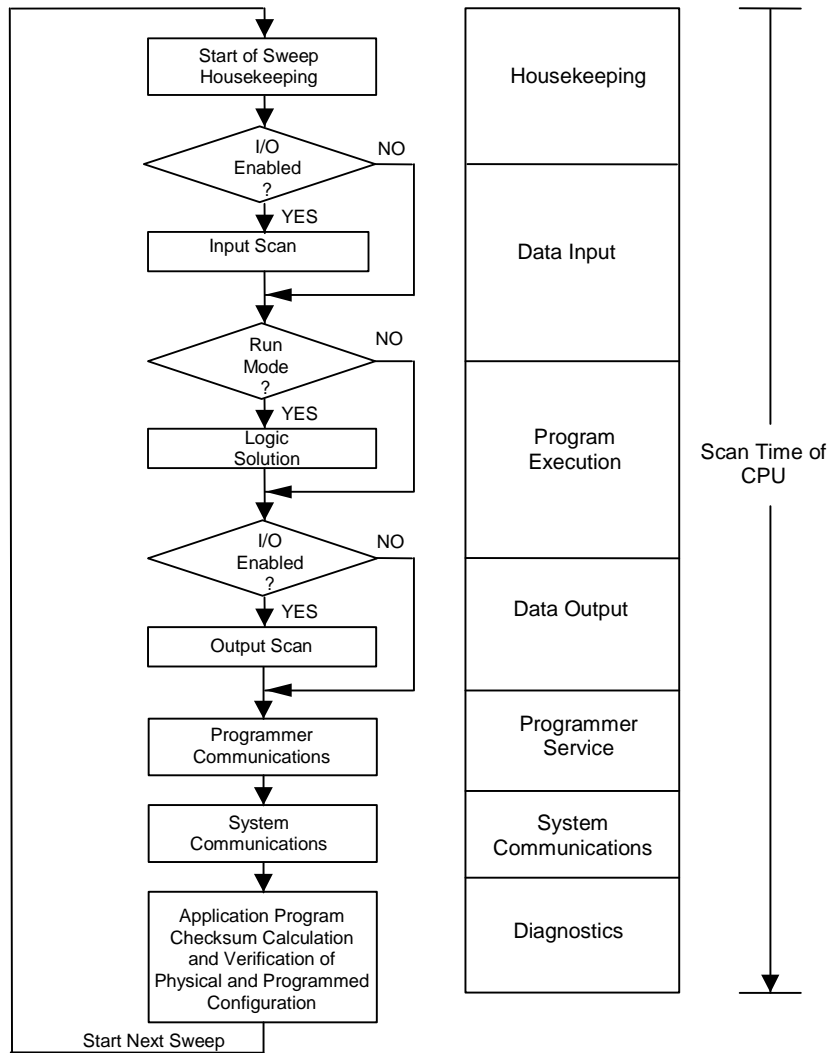 Start of Sweep
Housekeeping
I/O
Enabled
?
NO
YES
Input Scan
Run
Mode
?
NO
YES
Logic
Solution
I/O
Enabled
?
NO
YES
Output Scan
Programmer
Communications
System
Communications
Application Program
Checksum Calculation
and Verification of
Physical and Programmed
Configuration
Start Next Sweep
Housekeeping
Data Input
Program
Execution
Data Output
Programmer
Service
System
Communications
Diagnostics
Scan Time of
CPU